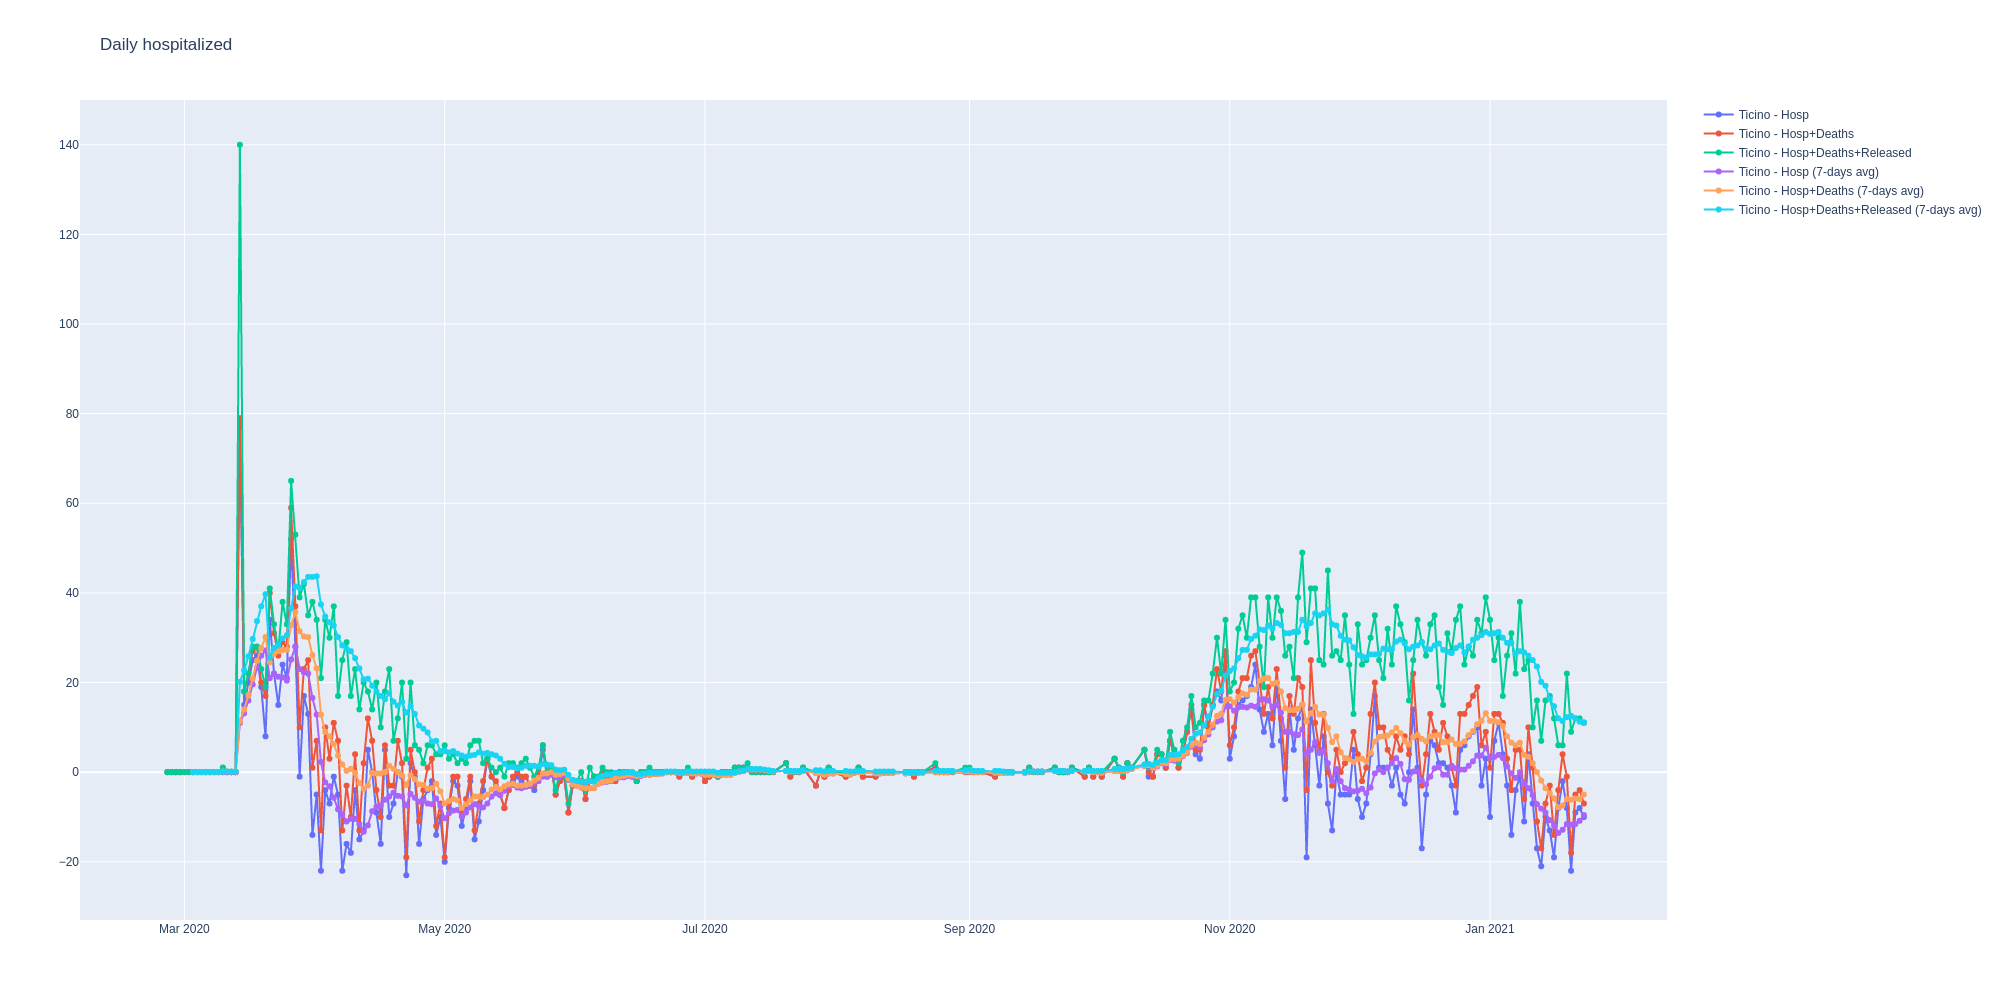 Daily hospitalized
140
120
100
80
60
40
20
0
−20
Mar 2020
May 2020
Jul 2020
Sep 2020
Nov 2020
Jan 2021
Ticino - Hosp
Ticino - Hosp+Deaths
Ticino - Hosp+Deaths+Released
Ticino - Hosp (7-days avg)
Ticino - Hosp+Deaths (7-days avg)
Ticino - Hosp+Deaths+Released (7-days avg)